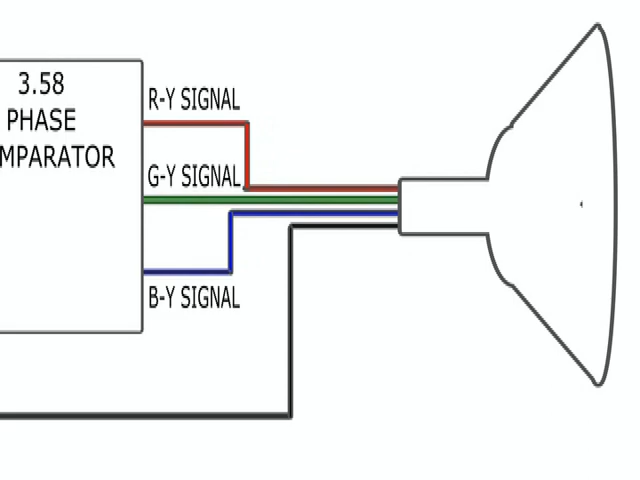 3.58
PHASE
MPARATOR
R-Y SIGNAL
G-Y SIGNAL
B-Y SIGNAL